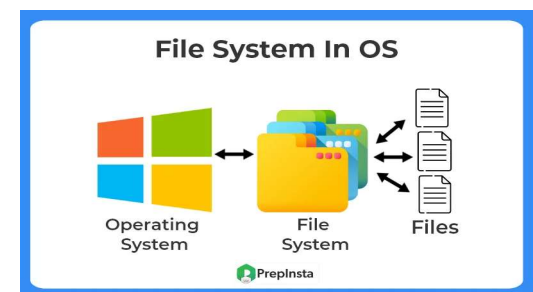 File System In OS
Operating
System
File
System
Files
PrepInsta